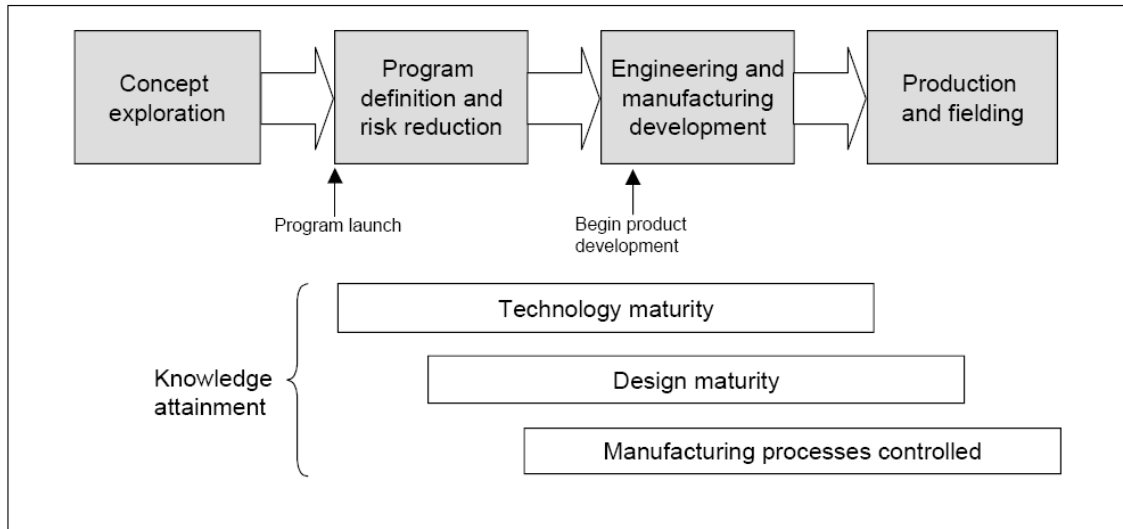 Concept
exploration
Program
definition and
risk reduction
Engineering and
manufacturing
development
Production
and fielding
Program launch
Begin product
development
Knowledge
attainment
Technology maturity
Design maturity
Manufacturing processes controlled